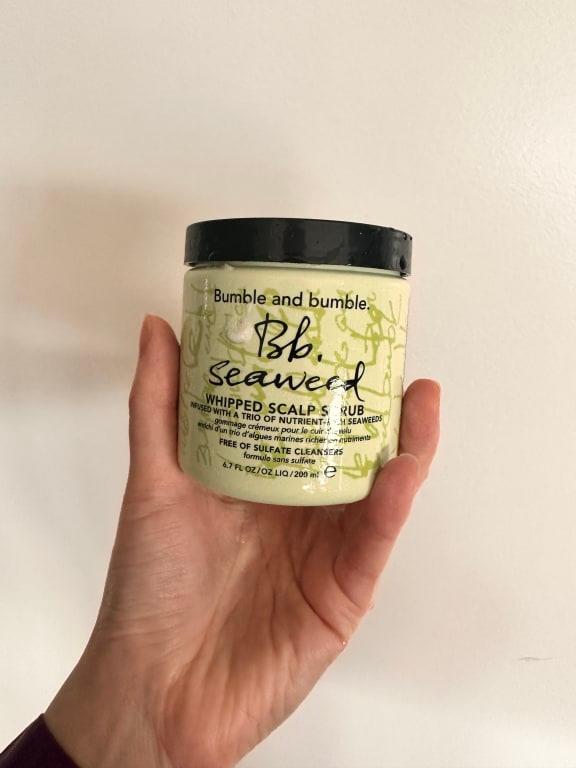 Bumble and bumble.
Bb.
seaweed
WHIPPED SCALP SCRUB
INFUSED WITH A TRIO OF NUTRIENT-RICH SEAWEEDS
gommage crémeux pour le cuir chevelu
enrichi d'un trio d'algues marines riches en nutriments
FREE OF SULFATE CLEANSERS
formule sans sulfate
6.7 FL OZ/OZ LIQ/200 ml ℮